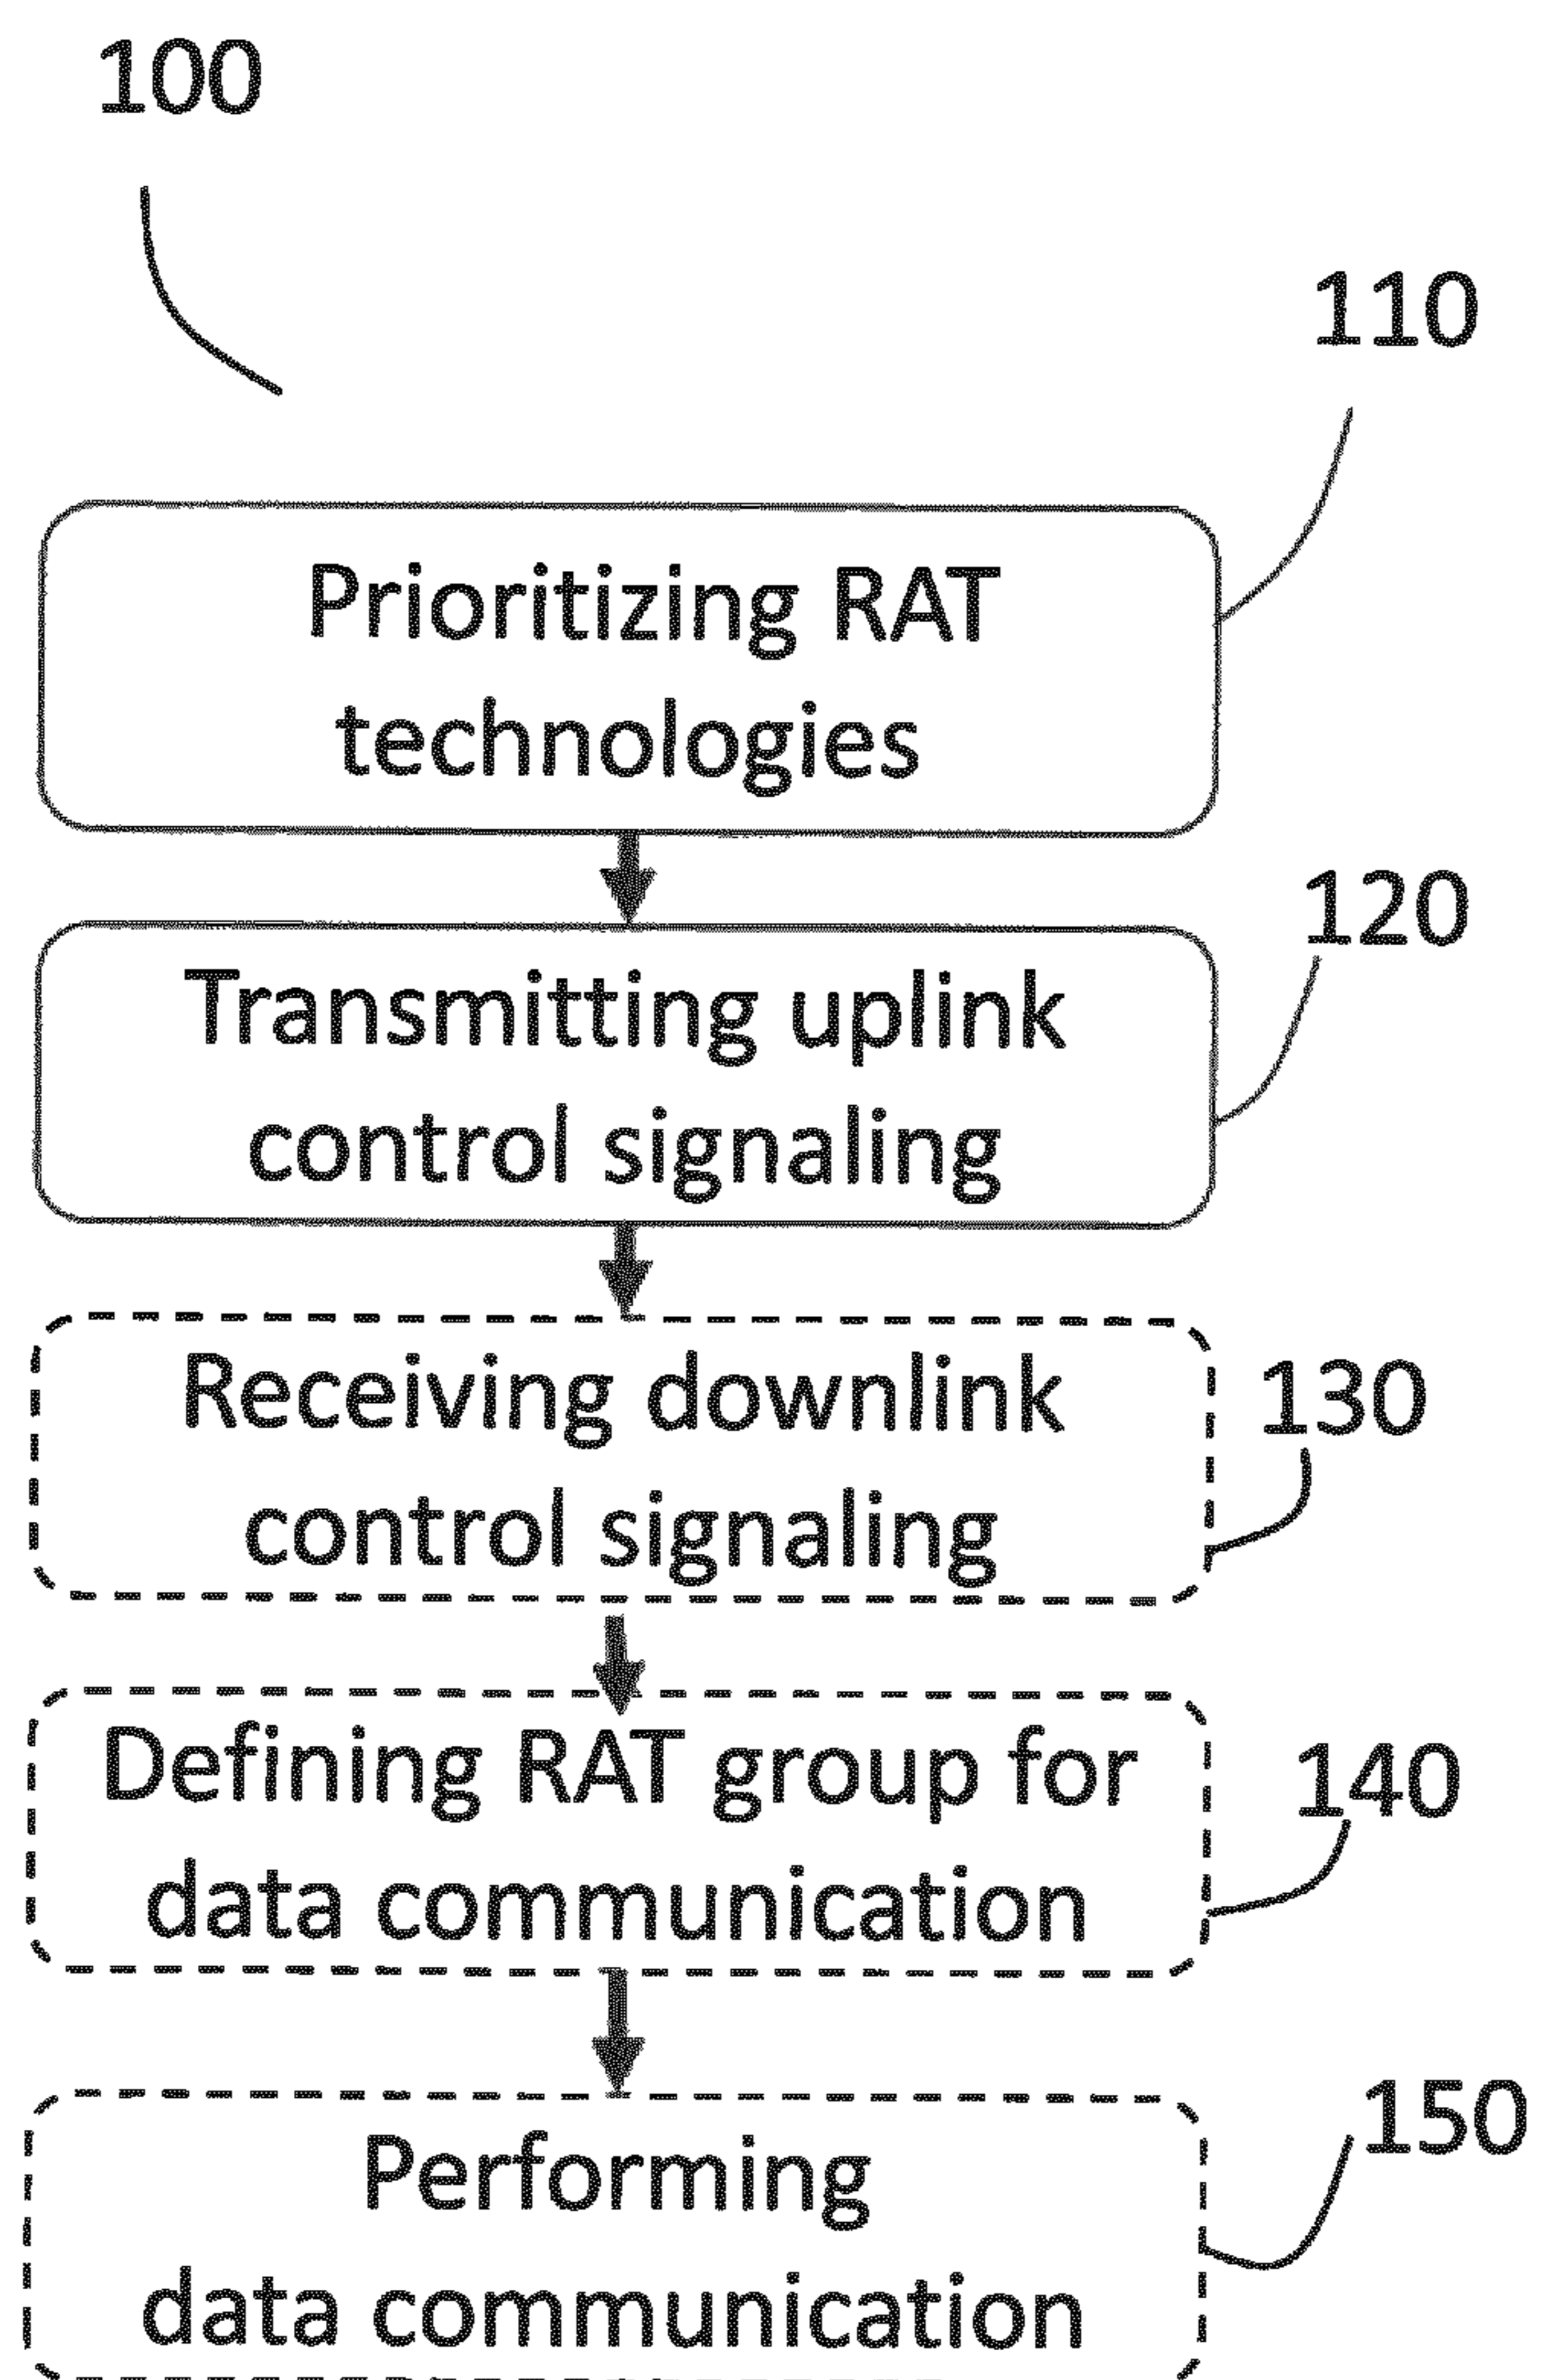 100
110
Prioritizing RAT
technologies
120
Transmitting uplink
control signaling
130
Receiving downlink
control signaling
140
Defining RAT group for
data communication
150
Performing
data communication